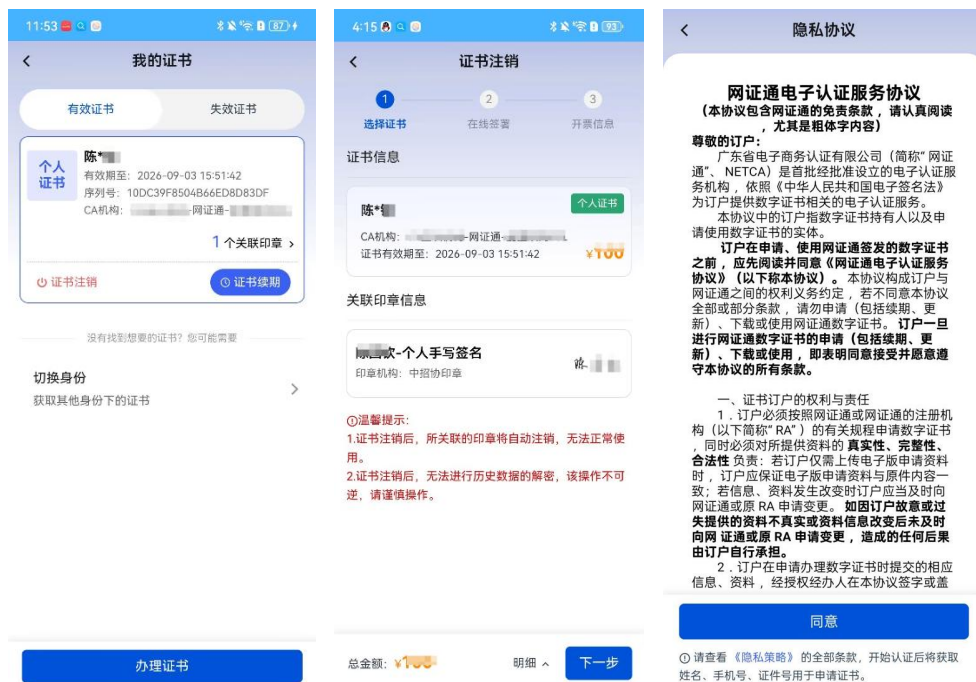 11:53
87
我的证书
有效证书
失效证书
个人
证书
陈*
有效期至：2026-09-03 15:51:42
序列号：10DC39F8504B66ED8D83DF
CA机构：
-网证通-
1 个关联印章
证书注销
证书续期
没有找到想要的证书? 您可能需要
切换身份
获取其他身份下的证书
办理证书
4:15
93
证书注销
1
2
3
选择证书
在线签署
开票信息
证书信息
陈*
个人证书
CA机构：
-网证通-
证书有效期至： 2026-09-03 15:51:42
¥
关联印章信息
欢-个人手写签名
印章机构：中招协印章
温馨提示:
1.证书注销后，所关联的印章将自动注销，无法正常使
用。
2.证书注销后，无法进行历史数据的解密，该操作不可
逆，请谨慎操作。
总金额：¥
明细
下一步
隐私协议
网证通电子认证服务协议
（本协议包含网证通的免责条款，请认真阅读
，尤其是粗体字内容）
尊敬的订户：
广东省电子商务认证有限公司（简称“ 网证
通”、 NETCA）是首批经批准设立的电子认证服
务机构 ，依照《中华人民共和国电子签名法》
为订户提供数字证书相关的电子认证服务。
本协议中的订户指数字证书持有人以及申
请使用数字证书的实体。
订户在申请、使用网证通签发的数字证书
之前 ，应先阅读并同意《网证通电子认证服务
协议》（以下称本协议）。本协议构成订户与
网证通之间的权利义务约定 ，若不同意本协议
全部或部分条款 ，请勿申请（包括续期、更
新）、下载或使用网证通数字证书。 订户一旦
进行网证通数字证书的申请（包括续期、更
新）、下载或使用 ，即表明同意接受并愿意遵
守本协议的所有条款。
一、证书订户的权利与责任
1 ．订户必须按照网证通或网证通的注册机
构（以下简称“ RA” ）的有关规程申请数字证书
，同时必须对所提供资料的 真实性、完整性、
合法性 负责：若订户仅需上传电子版申请资料
时 ，订户应保证电子版申请资料与原件内容一
致；若信息、资料发生改变时订户应当及时向
网证通或原 RA 申请变更。 如因订户故意或过
失提供的资料不真实或资料信息改变后未及时
向网 证通或原 RA 申请变更 ，造成的任何后果
由订户自行承担。
2 ．订户在申请办理数字证书时提交的相应
信息、资料 ，经授权经办人在本协议签字或盖
同意
请查看 《隐私策略》 的全部条款，开始认证后将获取
姓名、手机号、证件号用于申请证书。